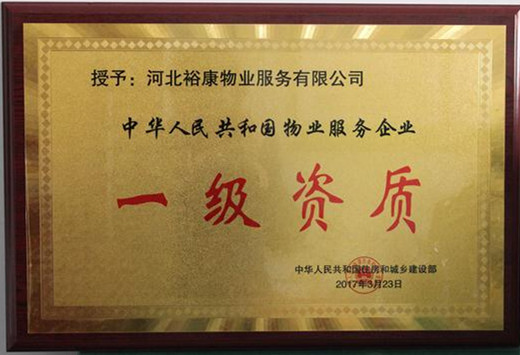 授予：河北裕康物业服务有限公司
中华人民共和国物业服务企业
一级资质
中华人民共和国住房和城乡建设部
2017年3月23日